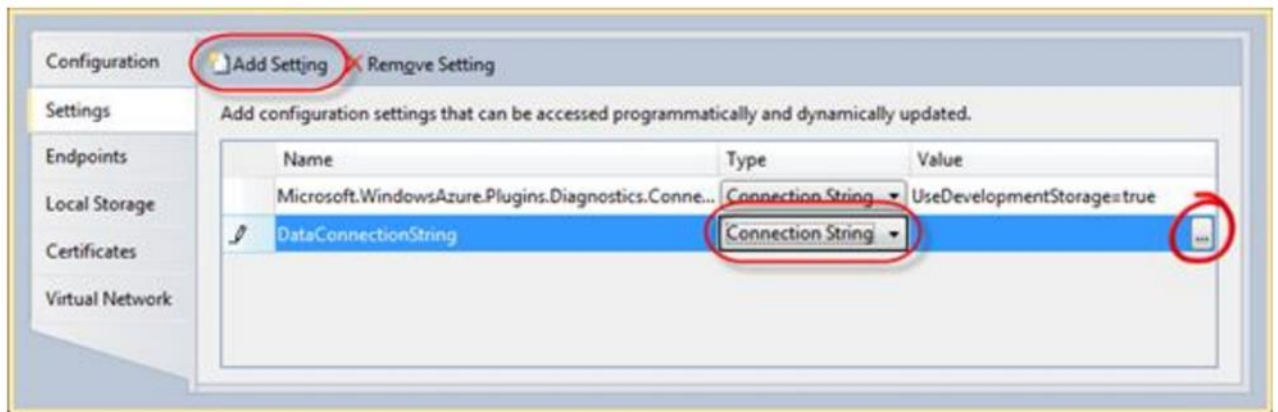 Configuration
Add Setting Remove Setting
Settings
Add configuration settings that can be accessed programmatically and dynamically updated.
Endpoints
Name Type Value
Local Storage
Microsoft.WindowsAzure.Plugins.Diagnostics.Conne... Connection String UseDevelopmentStorage=true
DataConnectionString Connection String ...
Certificates
Virtual Network